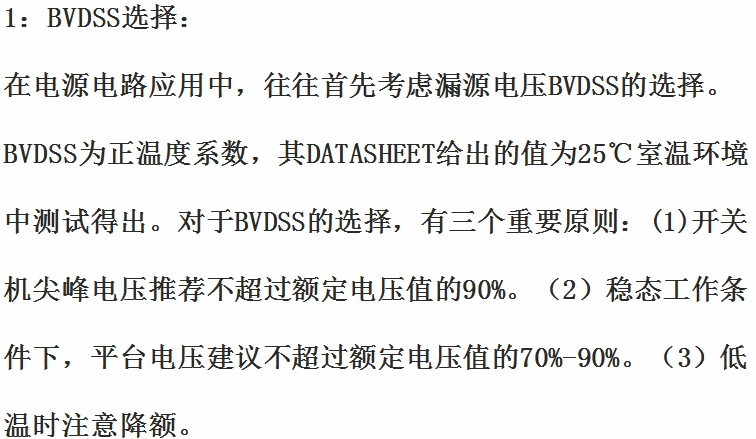 1：BVDSS选择：
在电源电路应用中，往往首先考虑漏源电压BVDSS的选择。
BVDSS为正温度系数，其DATASHEET给出的值为25℃室温环境
中测试得出。对于BVDSS的选择，有三个重要原则：(1)开关
机尖峰电压推荐不超过额定电压值的90%。（2）稳态工作条
件下，平台电压建议不超过额定电压值的70%-90%。（3）低
温时注意降额。